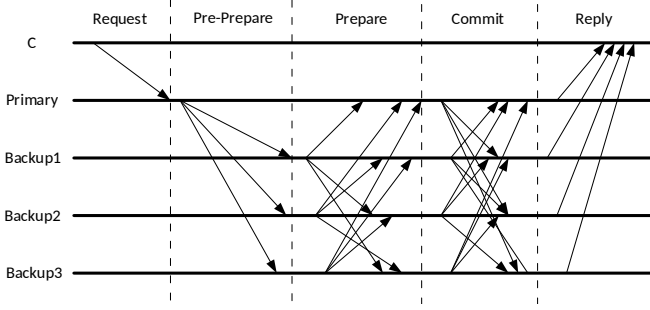 Request Pre-Prepare Prepare Commit Reply
C
Primary
Backup1
Backup2
Backup3